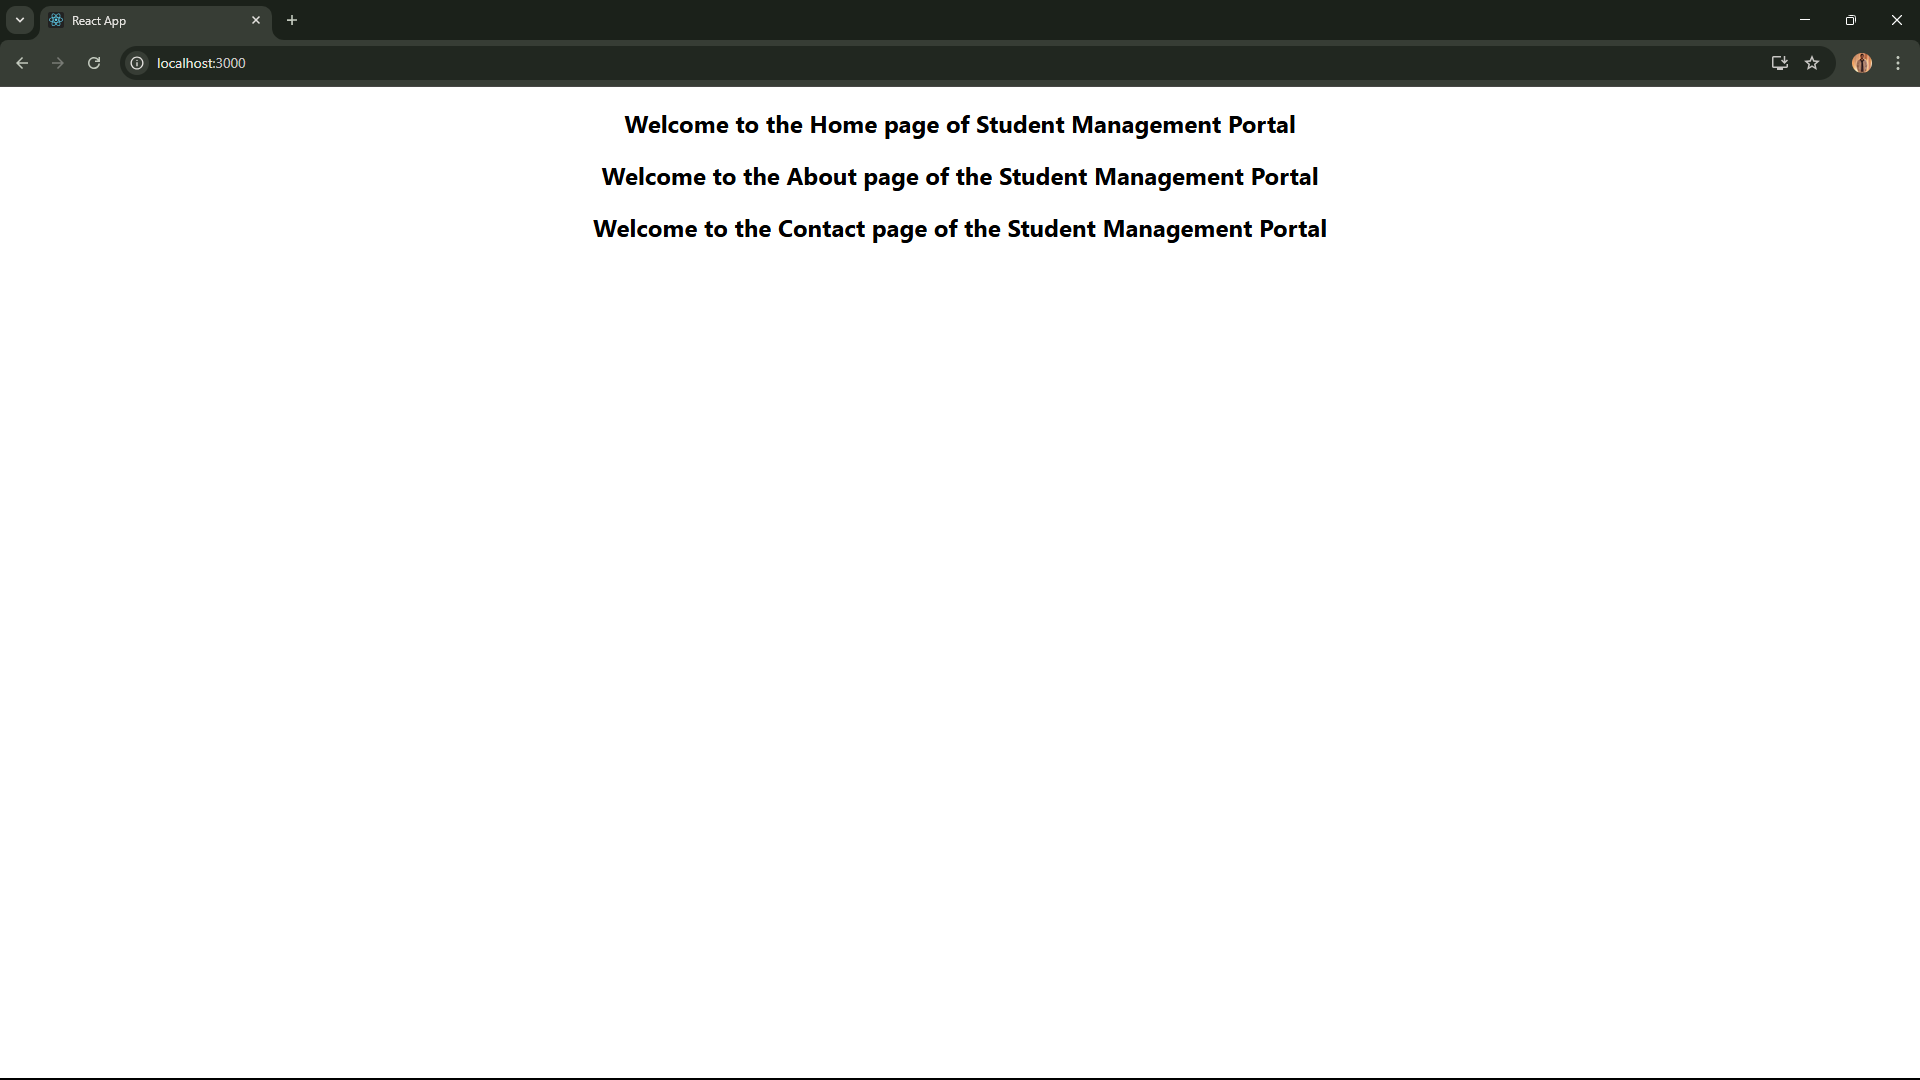 React App
localhost:3000
Welcome to the Home page of Student Management Portal
Welcome to the About page of the Student Management Portal
Welcome to the Contact page of the Student Management Portal